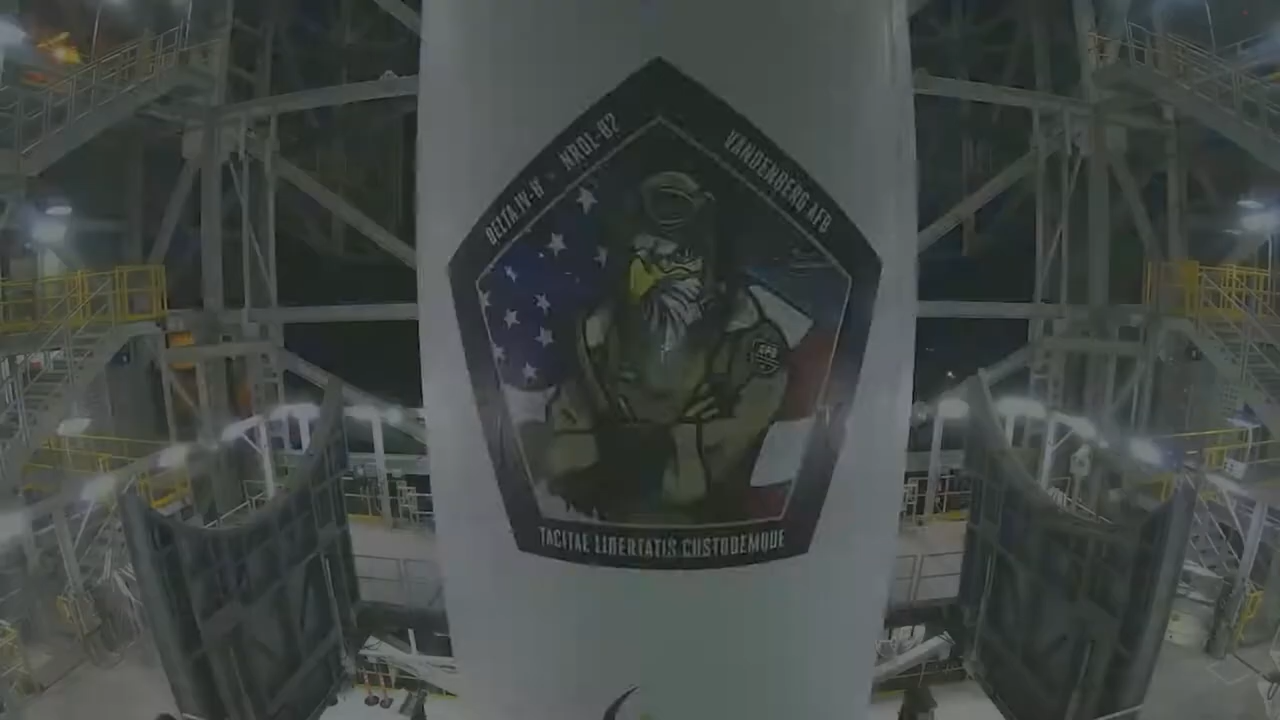 DELTA IV-H - NROL-82
VANDENBERG AFB
TACITAE LIBERTATIS CUSTODEMQUE